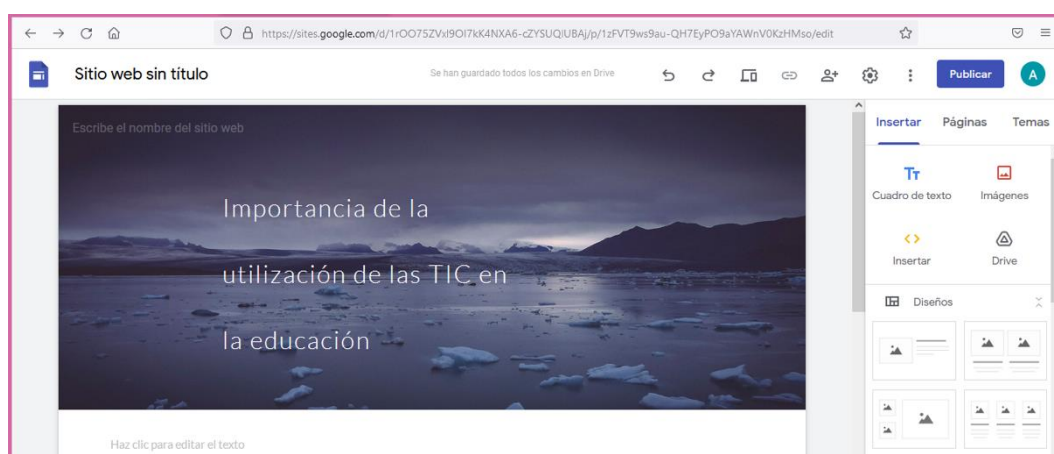 https://sites.google.com/d/1rOO75ZVxI9OI7kK4NXA6-cZYSUQIUBAj/p/1zFVT9ws9au-QH7EyPO9aYAWnV0KzHMso/edit
Sitio web sin título
Se han guardado todos los cambios en Drive
Publicar
A
Escribe el nombre del sitio web
Importancia de la
utilización de las TIC en
la educación
Haz clic para editar el texto
Insertar Páginas Temas
Tт
Cuadro de texto Imágenes
Insertar Drive
Diseños